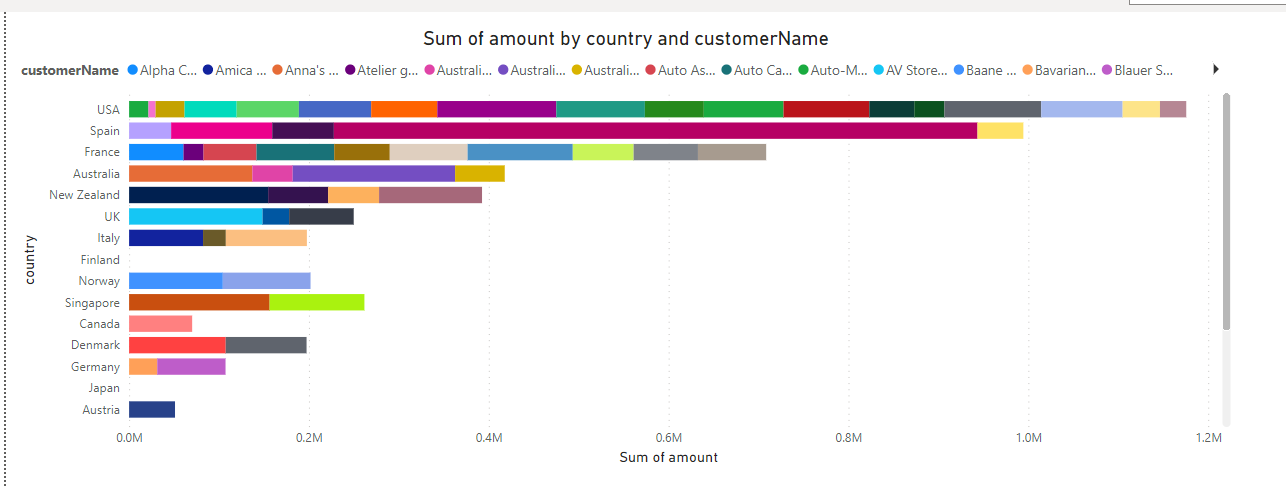 Sum of amount by country and customerName
customerName Alpha C... Amica ... Anna's ... Atelier g... Australi... Australi... Australi... Auto As... Auto Ca... Auto-M... AV Store... Baane ... Bavarian... Blauer S...
USA
Spain
France
Australia
New Zealand
UK
Italy
Finland
Norway
Singapore
Canada
Denmark
Germany
Japan
Austria
country
0.0M 0.2M 0.4M 0.6M 0.8M 1.0M 1.2M
Sum of amount